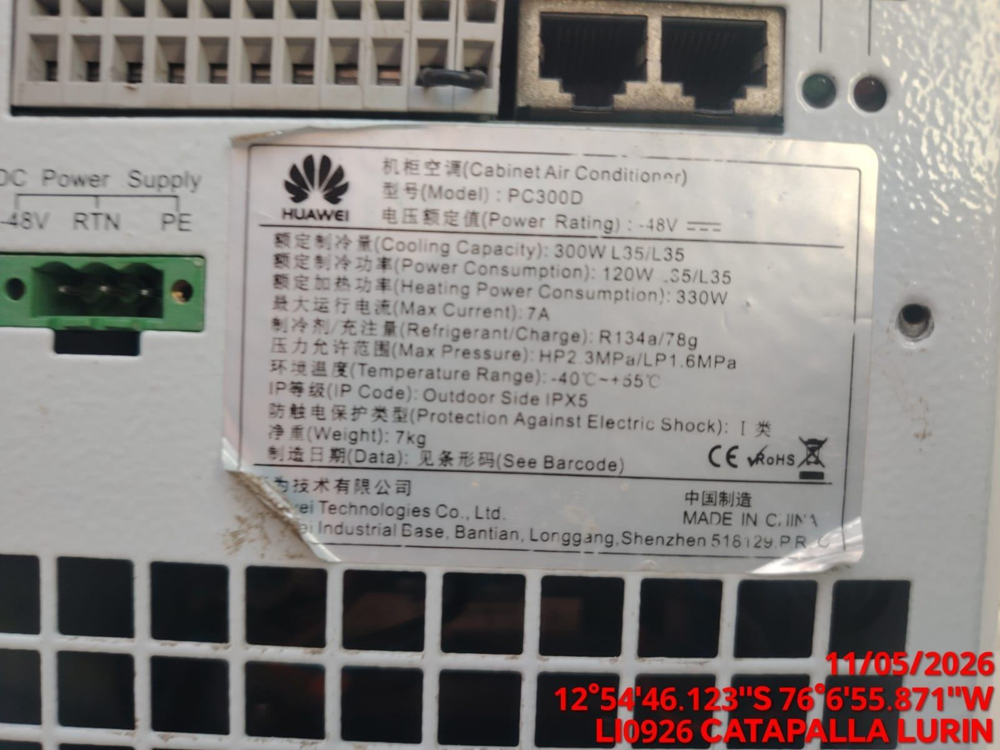 DC Power Supply
-48V RTN PE
HUAWEI
机柜空调(Cabinet Air Conditioner)
型号(Model) : PC300D
电压额定值(Power Rating) : -48V
额定制冷量(Cooling Capacity): 300W L35/L35
额定制冷功率(Power Consumption): 120W L35/L35
额定加热功率(Heating Power Consumption): 330W
最大运行电流(Max Current): 7A
制冷剂/充注量(Refrigerant/Charge): R134a/78g
压力允许范围(Max Pressure): HP2.3MPa/LP1.6MPa
环境温度(Temperature Range): -40℃~+55℃
IP等级(IP Code): Outdoor Side IPX5
防触电保护类型(Protection Against Electric Shock): I 类
净重(Weight): 7kg
制造日期(Data): 见条形码(See Barcode)
CE RoHS
为技术有限公司
Technologies Co., Ltd.
Industrial Base, Bantian, Longgang,Shenzhen 518129.P.R.C
中国制造
MADE IN CHINA
11/05/2026
12°54'46.123"S 76°6'55.871"W
LI0926 CATAPALLA LURIN